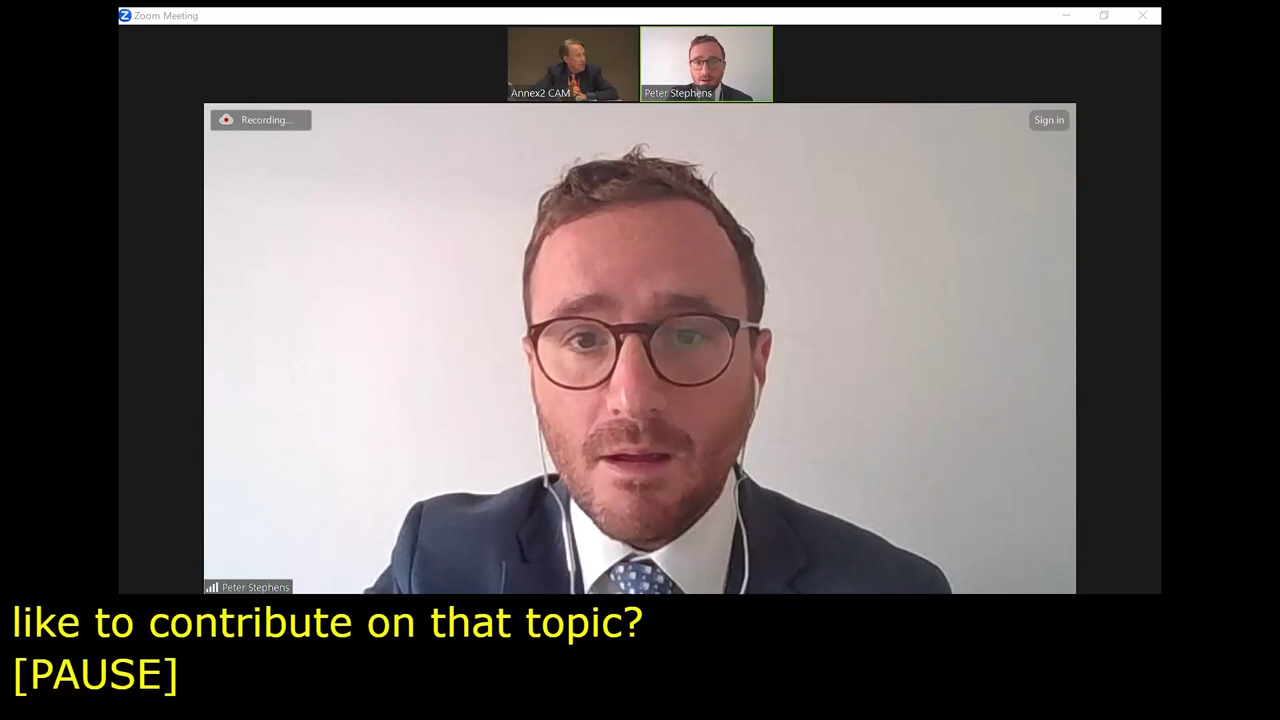 Zoom Meeting
Annex2 CAM
Peter Stephens
Recording...
Sign in
Peter Stephens
like to contribute on that topic?
[PAUSE]